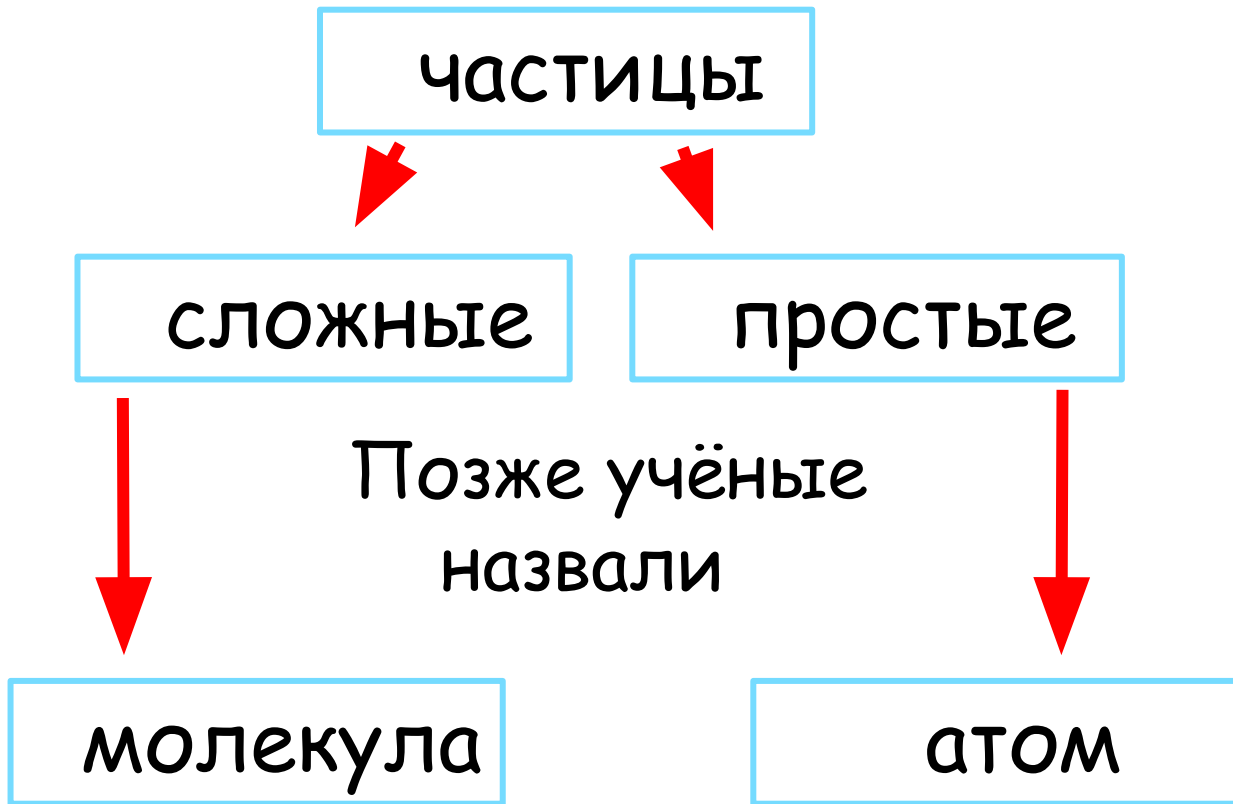 частицы
сложные
простые
Позже учёные
назвали
молекула
атом